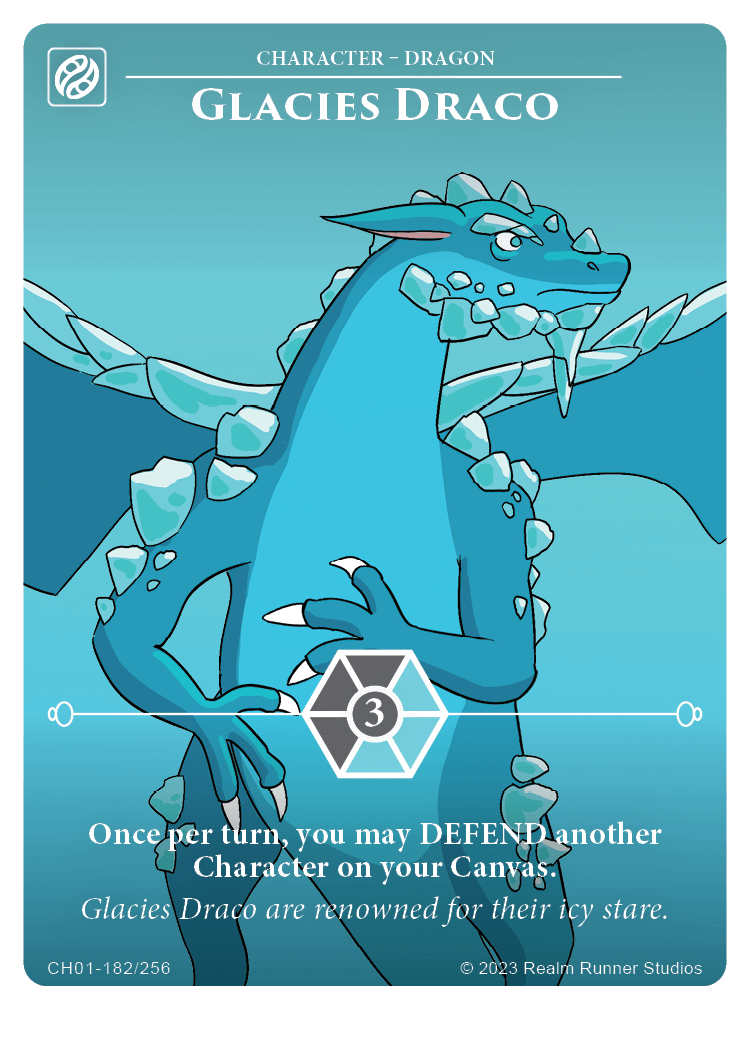 CHARACTER – DRAGON
GLACIES DRACO
3
Once per turn, you may DEFEND another
Character on your Canvas.
Glacies Draco are renowned for their icy stare.
CH01-182/256
© 2023 Realm Runner Studios